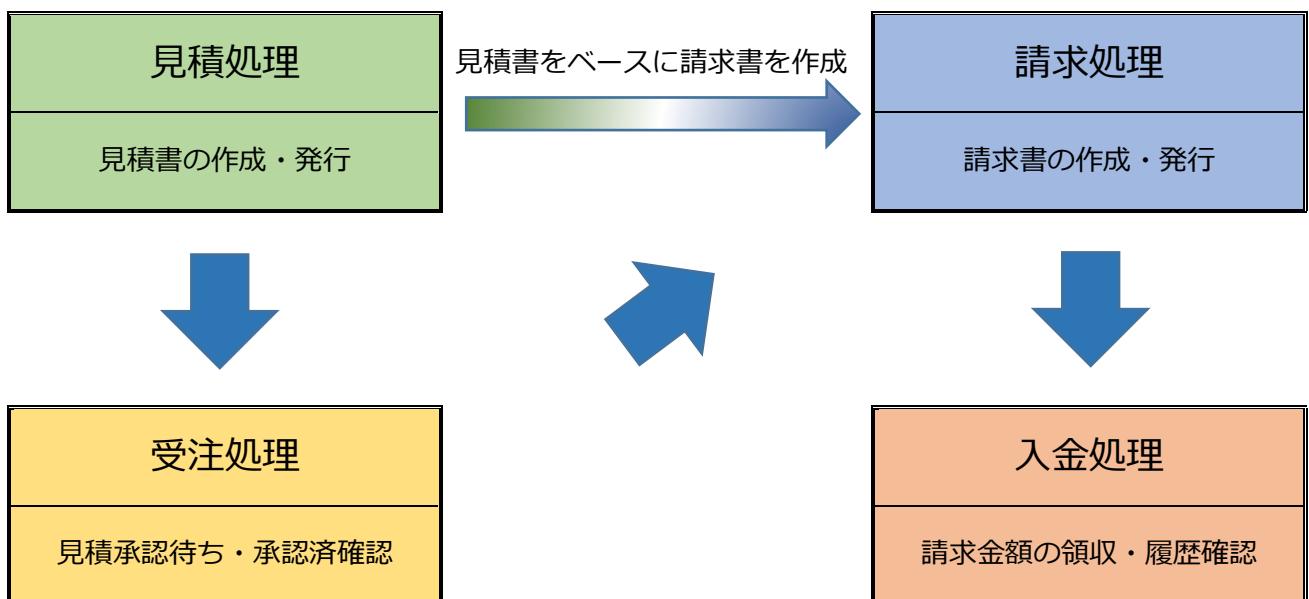 見積処理
見積書の作成・発行
見積書をベースに請求書を作成
請求処理
請求書の作成・発行
受注処理
見積承認待ち・承認済確認
入金処理
請求金額の領収・履歴確認